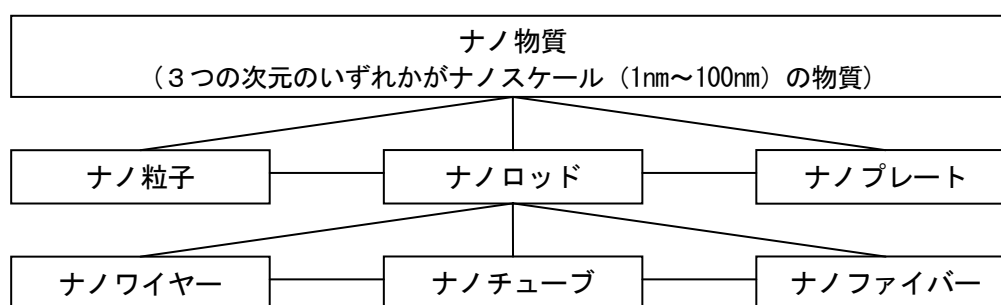 ナノ物質
（３つの次元のいずれかがナノスケール（1nm～100nm）の物質）
ナノ粒子
ナノロッド
ナノプレート
ナノワイヤー
ナノチューブ
ナノファイバー